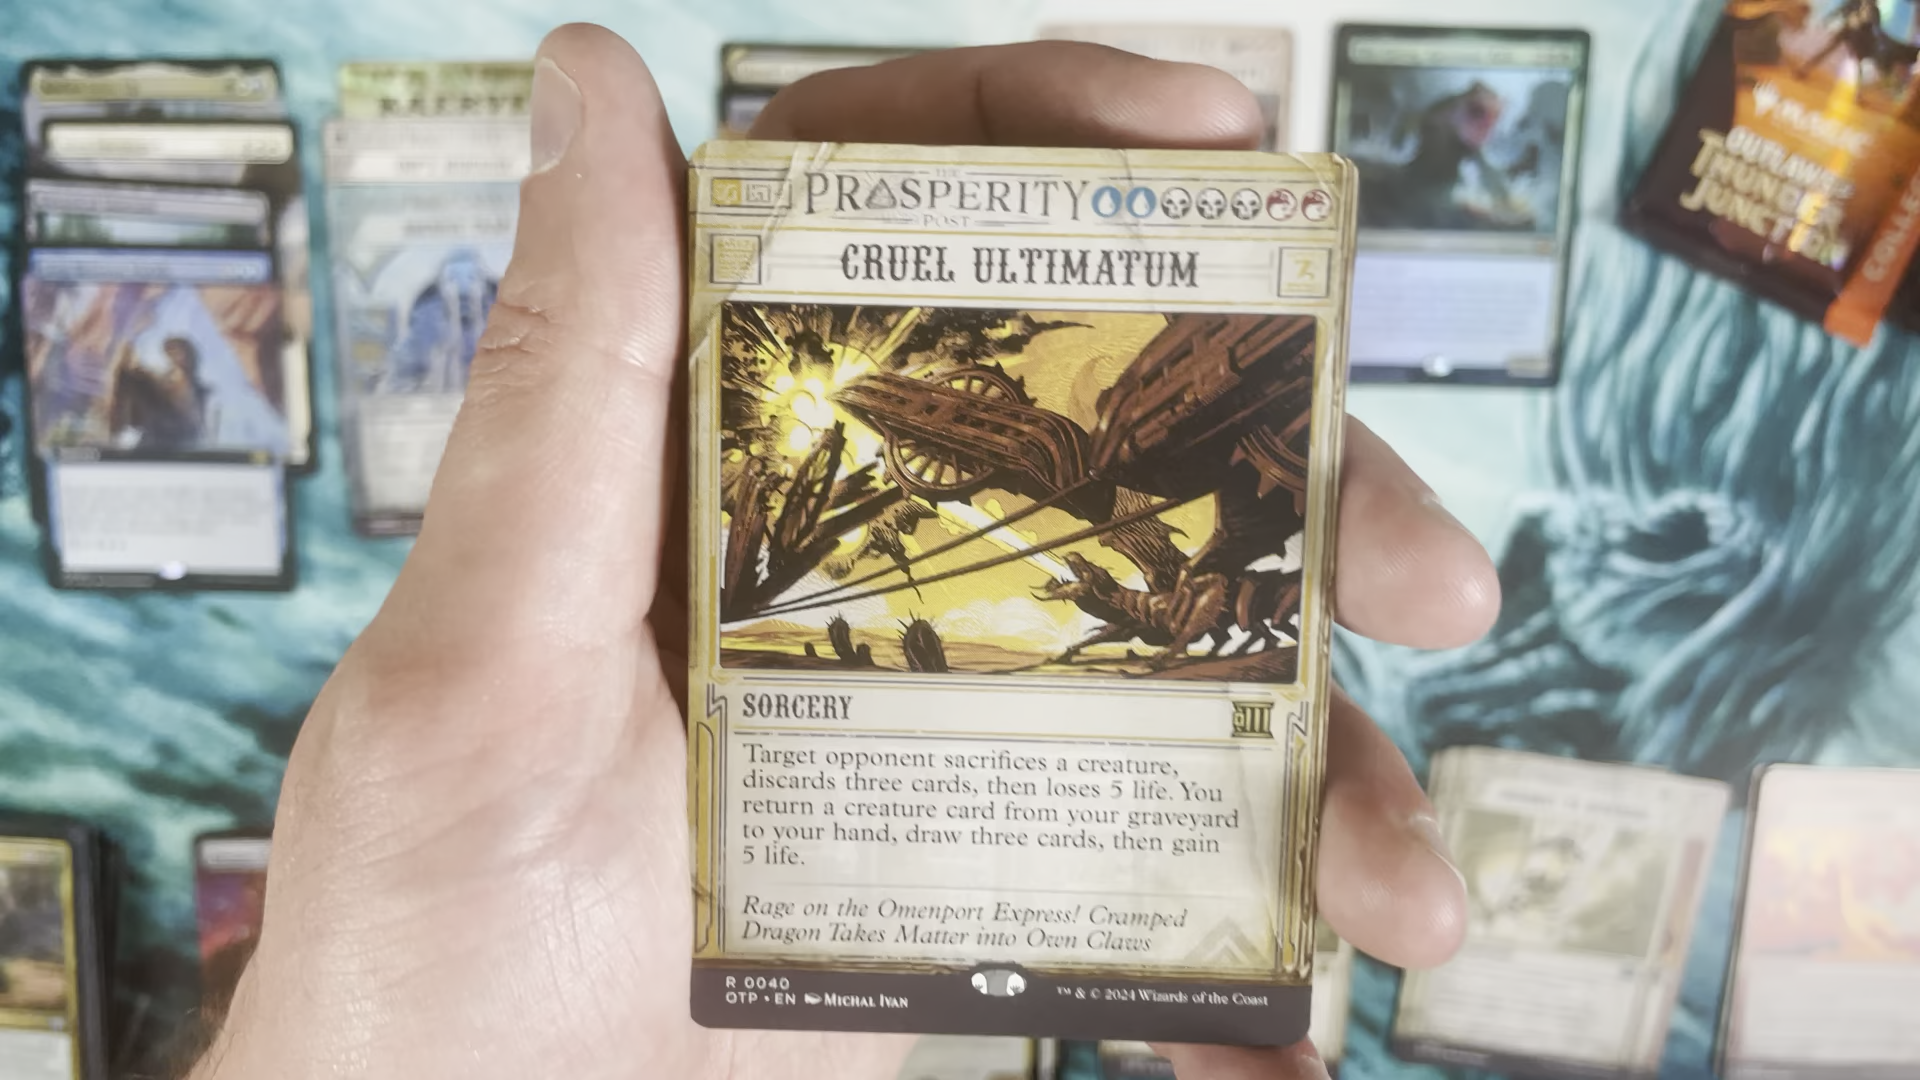 THE
PROSPERITY
POST
CRUEL ULTIMATUM
SORCERY
Target opponent sacrifices a creature,
discards three cards, then loses 5 life. You
return a creature card from your graveyard
to your hand, draw three cards, then gain
5 life.
Rage on the Omenport Express! Cramped
Dragon Takes Matter into Own Claws
R 0040
OTP • EN MICHAL IVAN
™ & © 2024 Wizards of the Coast
MAGIC
OUTLAWS OF
THUNDER
JUNCTION